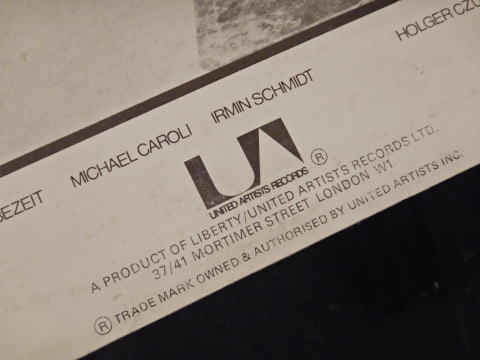 MICHAEL CAROLI IRMIN SCHMIDT
UA
UNITED ARTISTS RECORDS ®
A PRODUCT OF LIBERTY/UNITED ARTISTS RECORDS LTD.
37/41 MORTIMER STREET LONDON W1
® TRADE MARK OWNED & AUTHORISED BY UNITED ARTISTS INC.
HOLGER